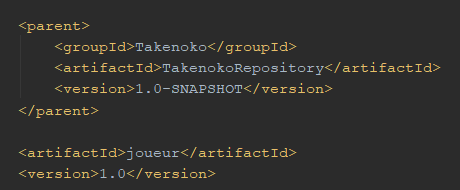 <parent>
    <groupId>Takenoko</groupId>
    <artifactId>TakenokoRepository</artifactId>
    <version>1.0-SNAPSHOT</version>
</parent>

<artifactId>joueur</artifactId>
<version>1.0</version>